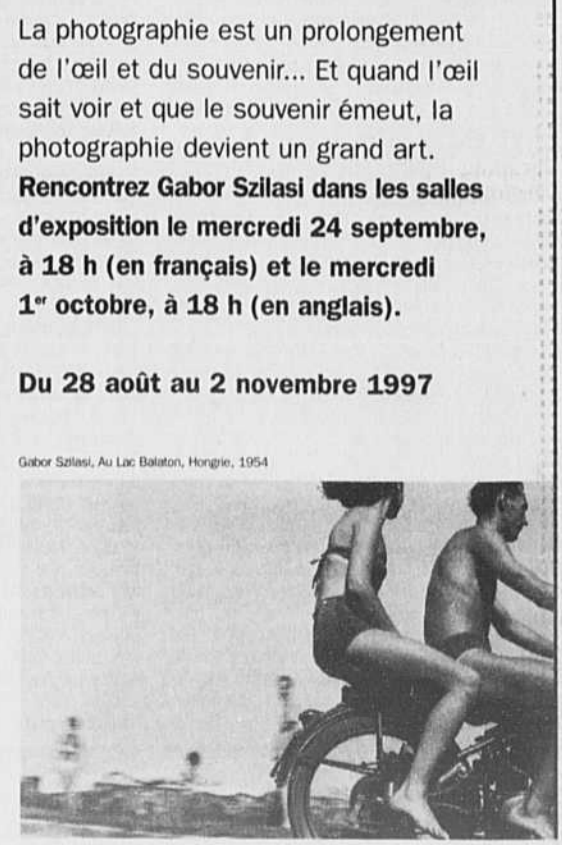 La photographie est un prolongement
de l'œil et du souvenir... Et quand l'œil
sait voir et que le souvenir émeut, la
photographie devient un grand art.
Rencontrez Gabor Szilasi dans les salles
d'exposition le mercredi 24 septembre,
à 18 h (en français) et le mercredi
1er octobre, à 18 h (en anglais).
Du 28 août au 2 novembre 1997
Gabor Szilasi, Au Lac Balaton, Hongrie, 1954